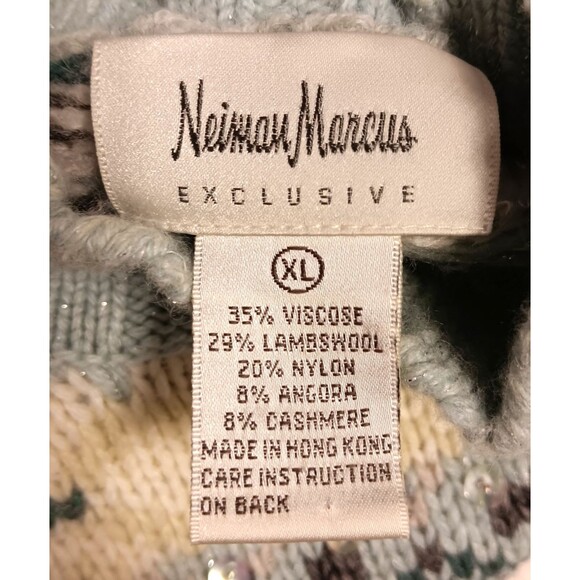 Neiman Marcus
EXCLUSIVE
XL
35% VISCOSE
29% LAMBSWOOL
20% NYLON
8% ANGORA
8% CASHMERE
MADE IN HONG KONG
CARE INSTRUCTION
ON BACK